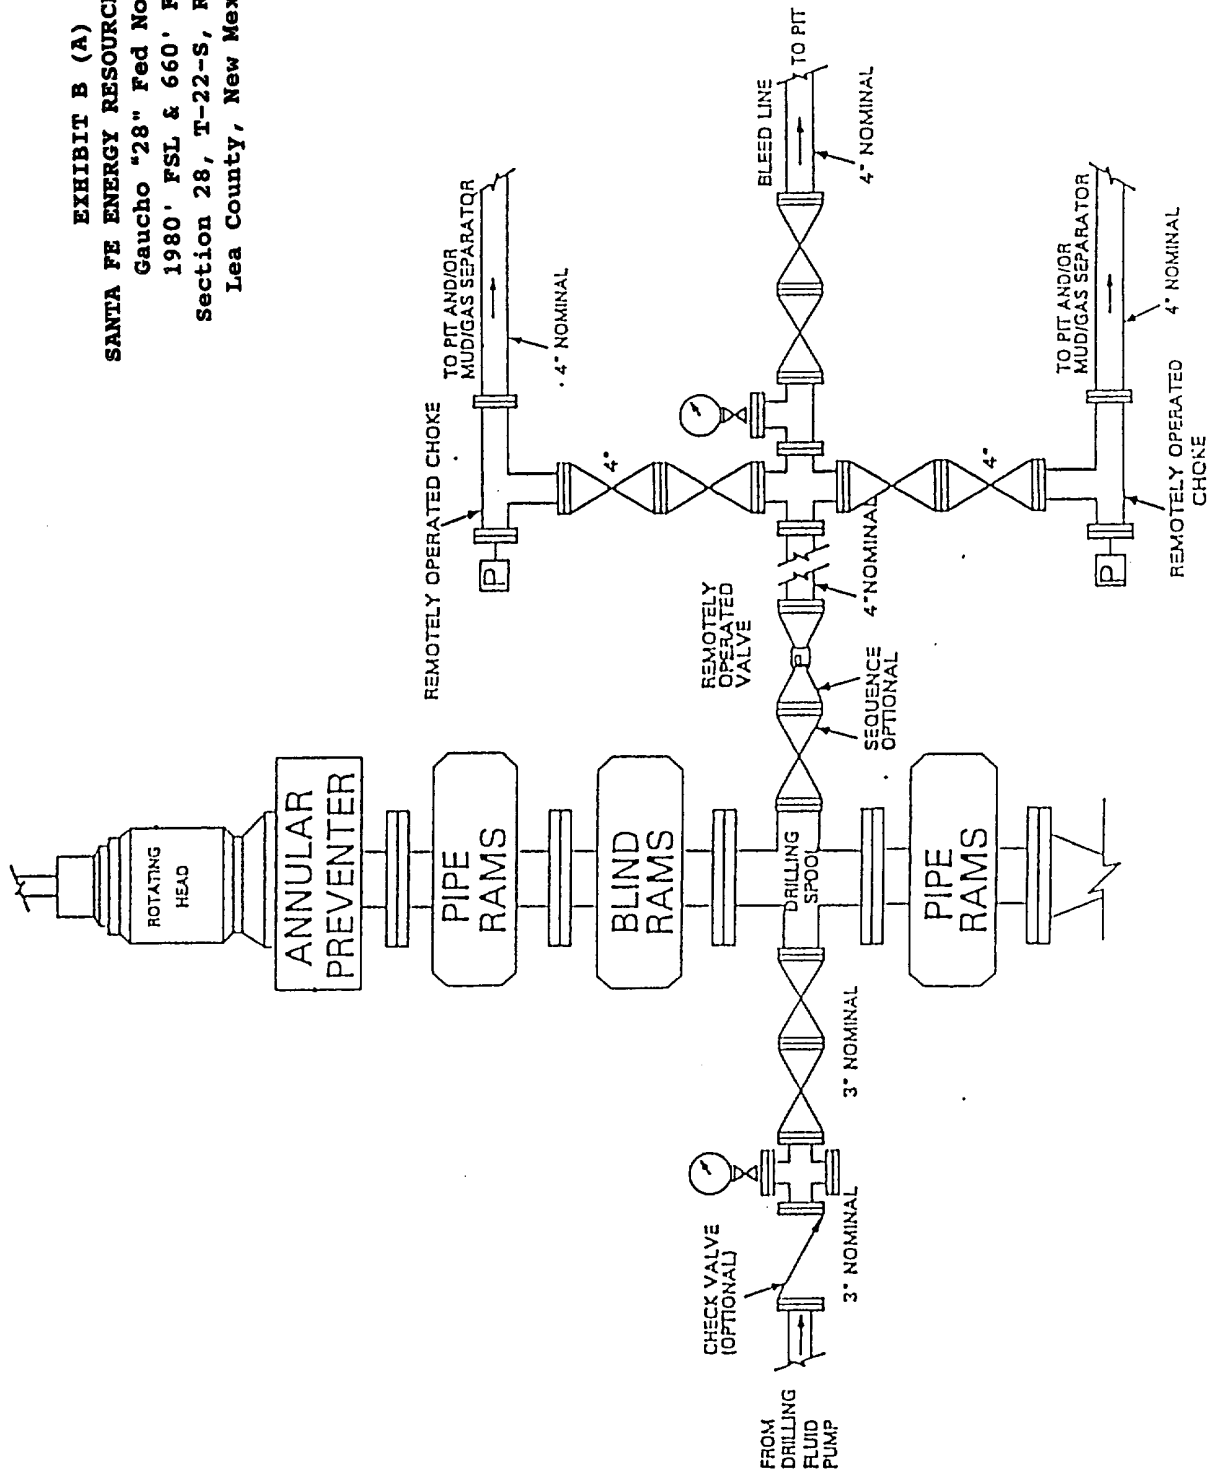 EXHIBIT B (A)
SANTA FE ENERGY
Gaucho "28" Fed
1980' FSL & 660'
Section 28, T-22-S,
Lea County, New
ROTATING
HEAD
ANNULAR
PREVENTER
PIPE
RAMS
BLIND
RAMS
DRILLING
SPOOL
PIPE
RAMS
FROM
DRILLING
FLUID
PUMP
CHECK VALVE
(OPTIONAL)
3" NOMINAL
3" NOMINAL
SEQUENCE
OPTIONAL
REMOTELY
OPERATED
VALVE
P
4" NOMINAL
REMOTELY OPERATED CHOKE
P
TO PIT AND/OR
MUD/GAS SEPARATOR
4" NOMINAL
4"
BLEED LINE
TO PIT
4" NOMINAL
4"
P
TO PIT AND/OR
MUD/GAS SEPARATOR
4" NOMINAL
REMOTELY OPERATED
CHOKE